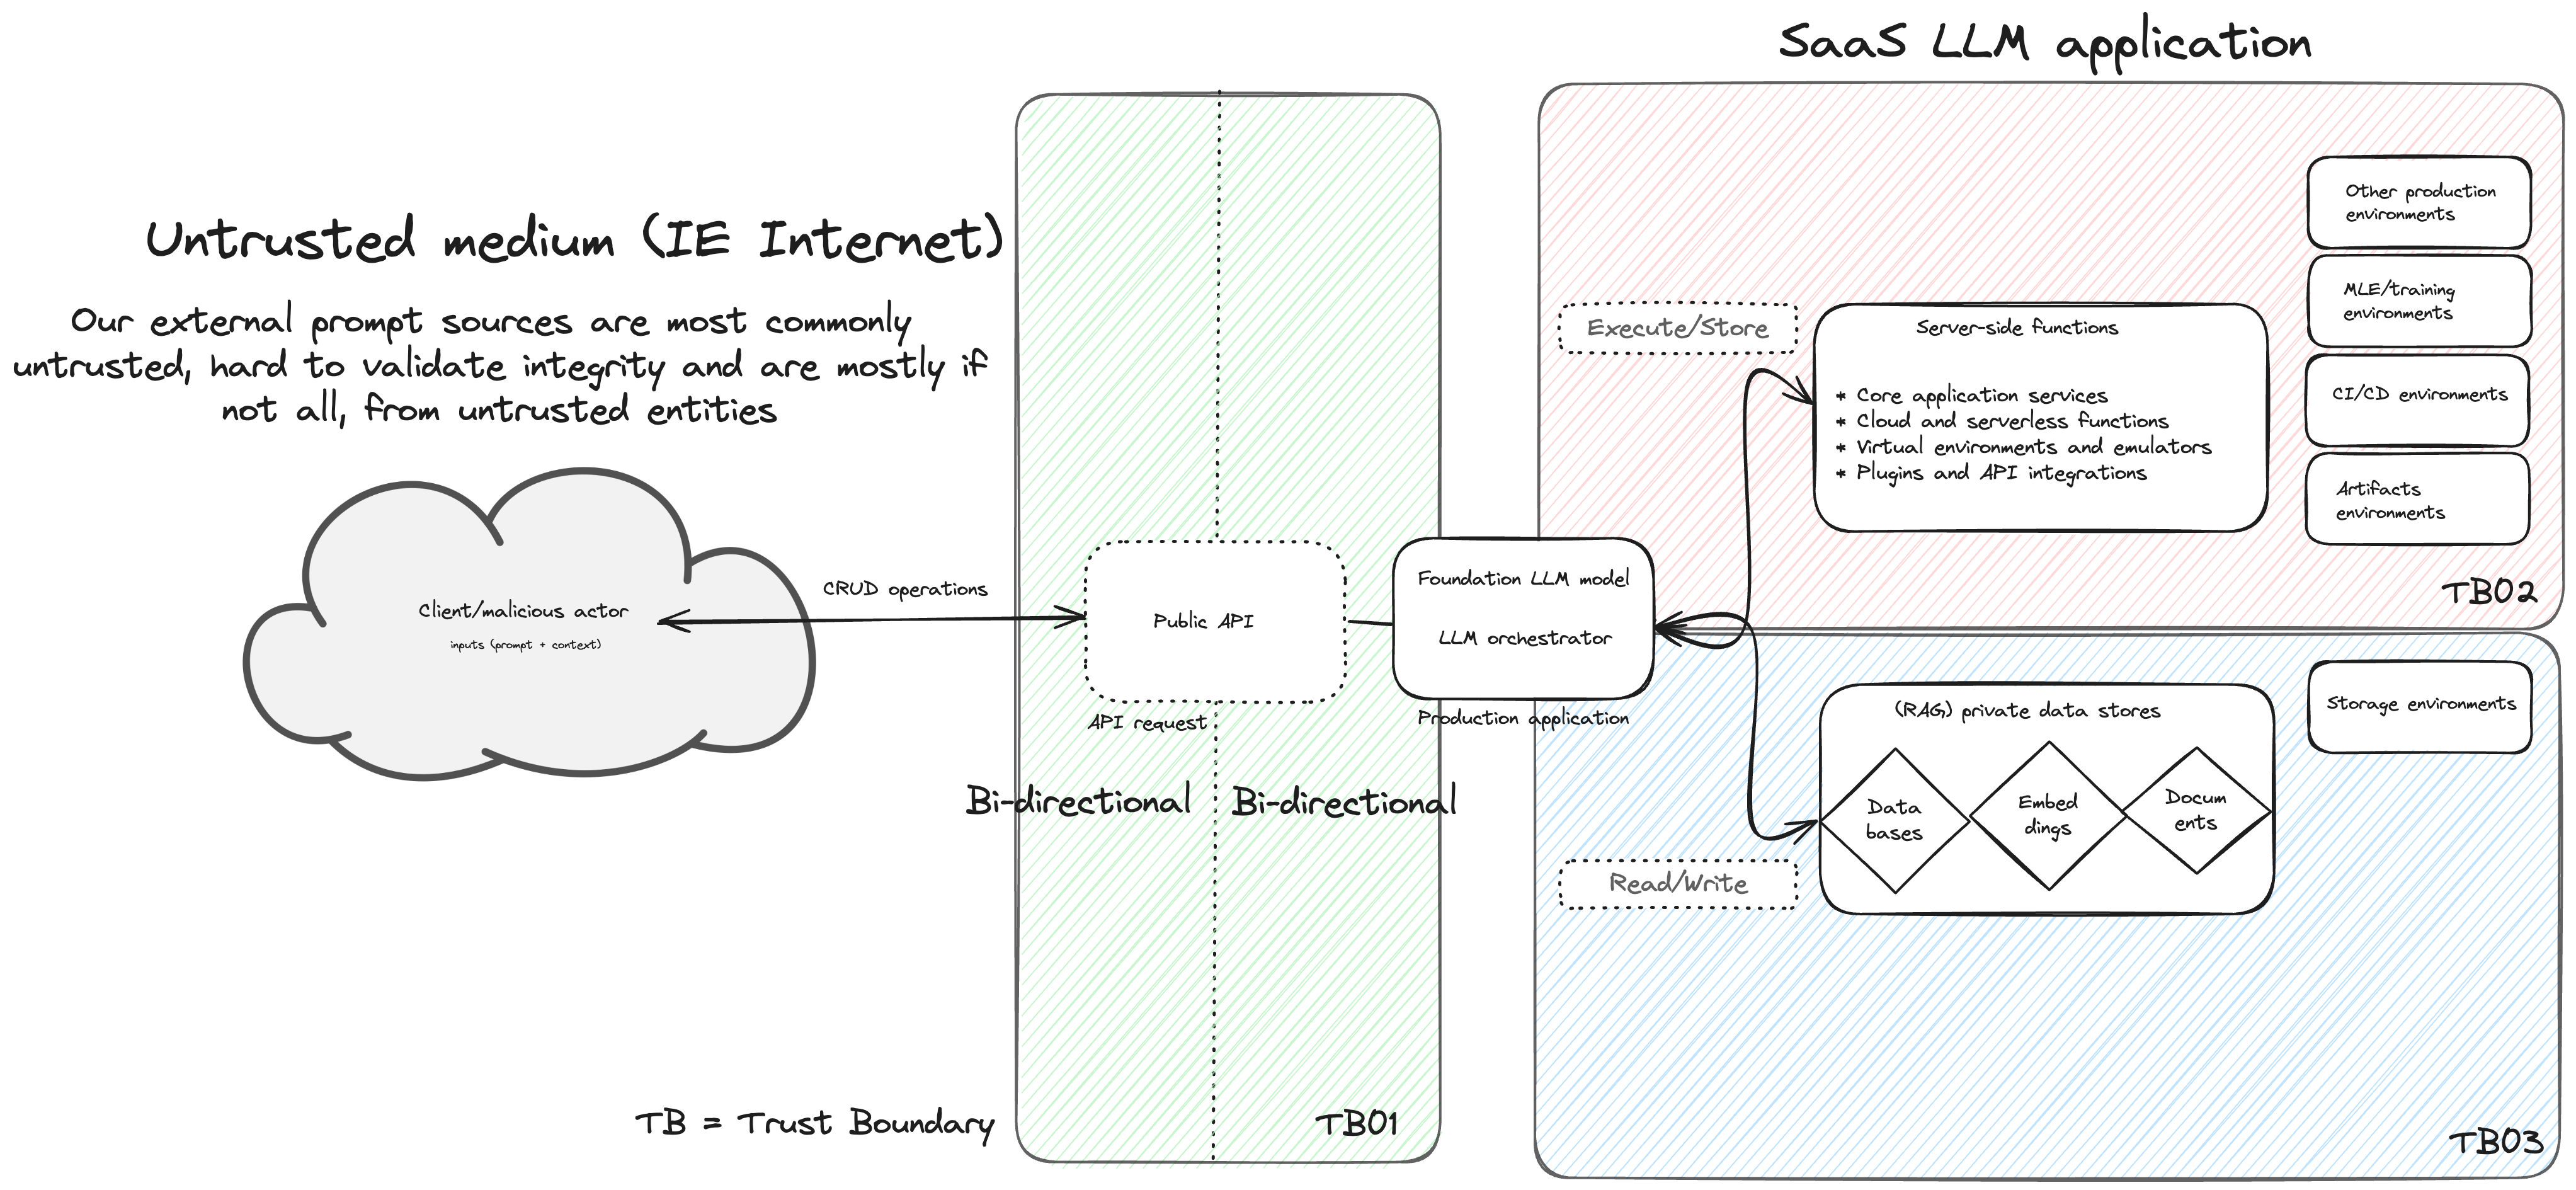 SaaS LLM application
Untrusted medium (IE Internet)
Our external prompt sources are most commonly
untrusted, hard to validate integrity and are mostly if
not all, from untrusted entities
Client/malicious actor
inputs (prompt + context)
CRUD operations
Public API
API request
Bi-directional
Bi-directional
TB = Trust Boundary
TB01
Foundation LLM model
LLM orchestrator
Production application
Execute/Store
Server-side functions
* Core application services
* Cloud and serverless functions
* Virtual environments and emulators
* Plugins and API integrations
Other production
environments
MLE/training
environments
CI/CD environments
Artifacts
environments
TB02
Read/Write
(RAG) private data stores
Data
bases
Embed
dings
Docum
ents
Storage environments
TB03